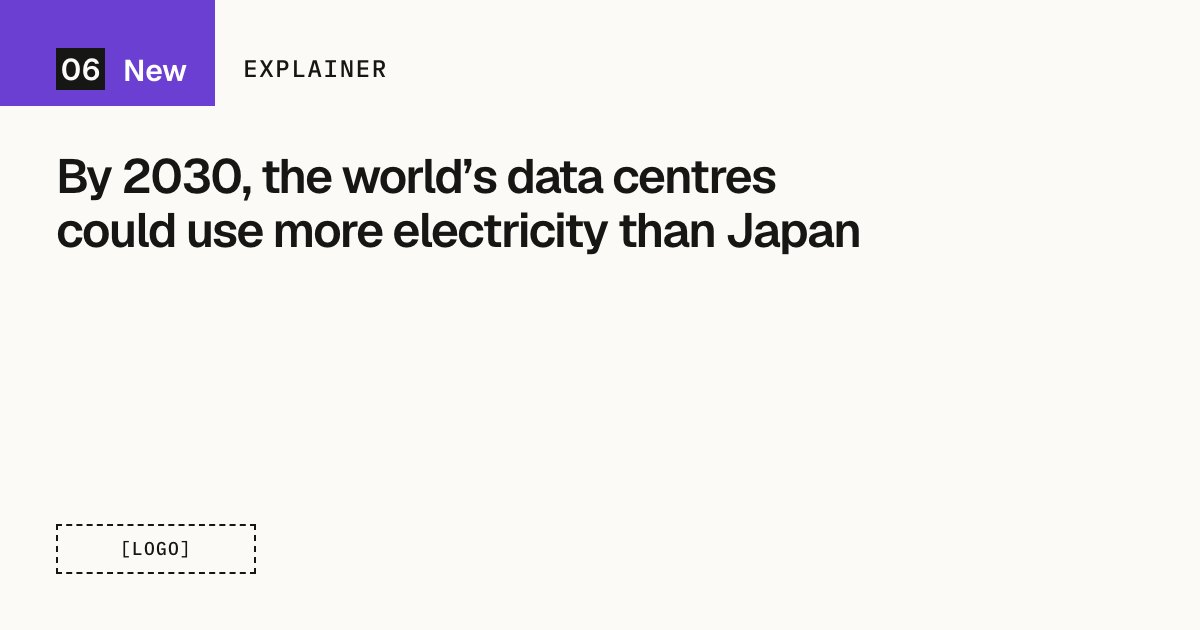 06 New EXPLAINER
By 2030, the world’s data centres
could use more electricity than Japan
[LOGO]